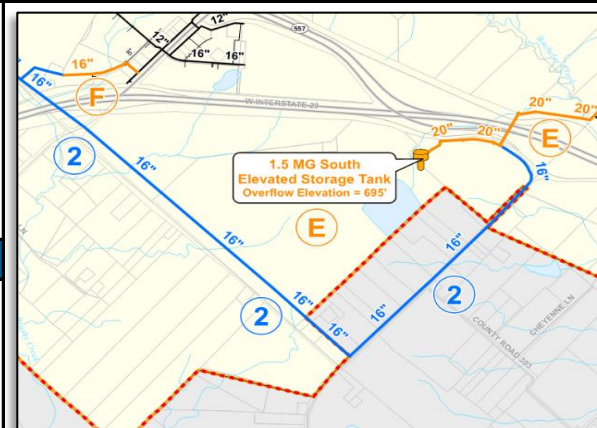 12"
12"
16"
16"
557
16"
16"
F
W INTERSTATE 20
20"
20"
20"
20"
E
2
16"
1.5 MG South
Elevated Storage Tank
Overflow Elevation = 695'
16"
E
16"
16"
2
16"
2
16"
16"
COUNTY ROAD 303
CHEYENNE LN